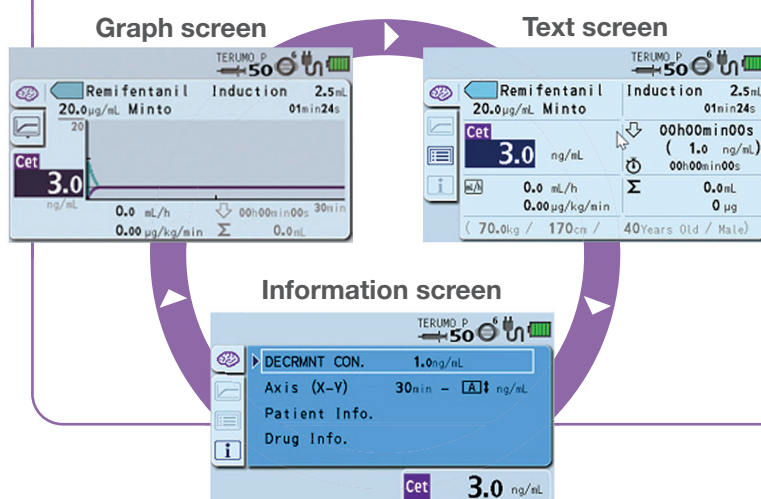 Graph screen
TERUMO P
50 6
Remifentanil Induction 2.5mL
20.0μg/mL Minto 01min24s
20
Cet
3.0
ng/mL
0.0 mL/h 00h00min00s 30min
0.00 μg/kg/min Σ 0.0mL
Text screen
TERUMO P
50 6
Remifentanil Induction 2.5mL
20.0μg/mL Minto 01min24s
Cet
3.0 ng/mL
00h00min00s
( 1.0 ng/mL)
00h00min00s
mL/h 0.0 mL/h Σ 0.0mL
0.00μg/kg/min 0 μg
( 70.0kg / 170cm / 40Years Old / Male)
Information screen
TERUMO P
50 6
DECRMNT CON. 1.0ng/mL
Axis (X-Y) 30min - A ng/mL
Patient Info.
Drug Info.
i
Cet 3.0 ng/mL